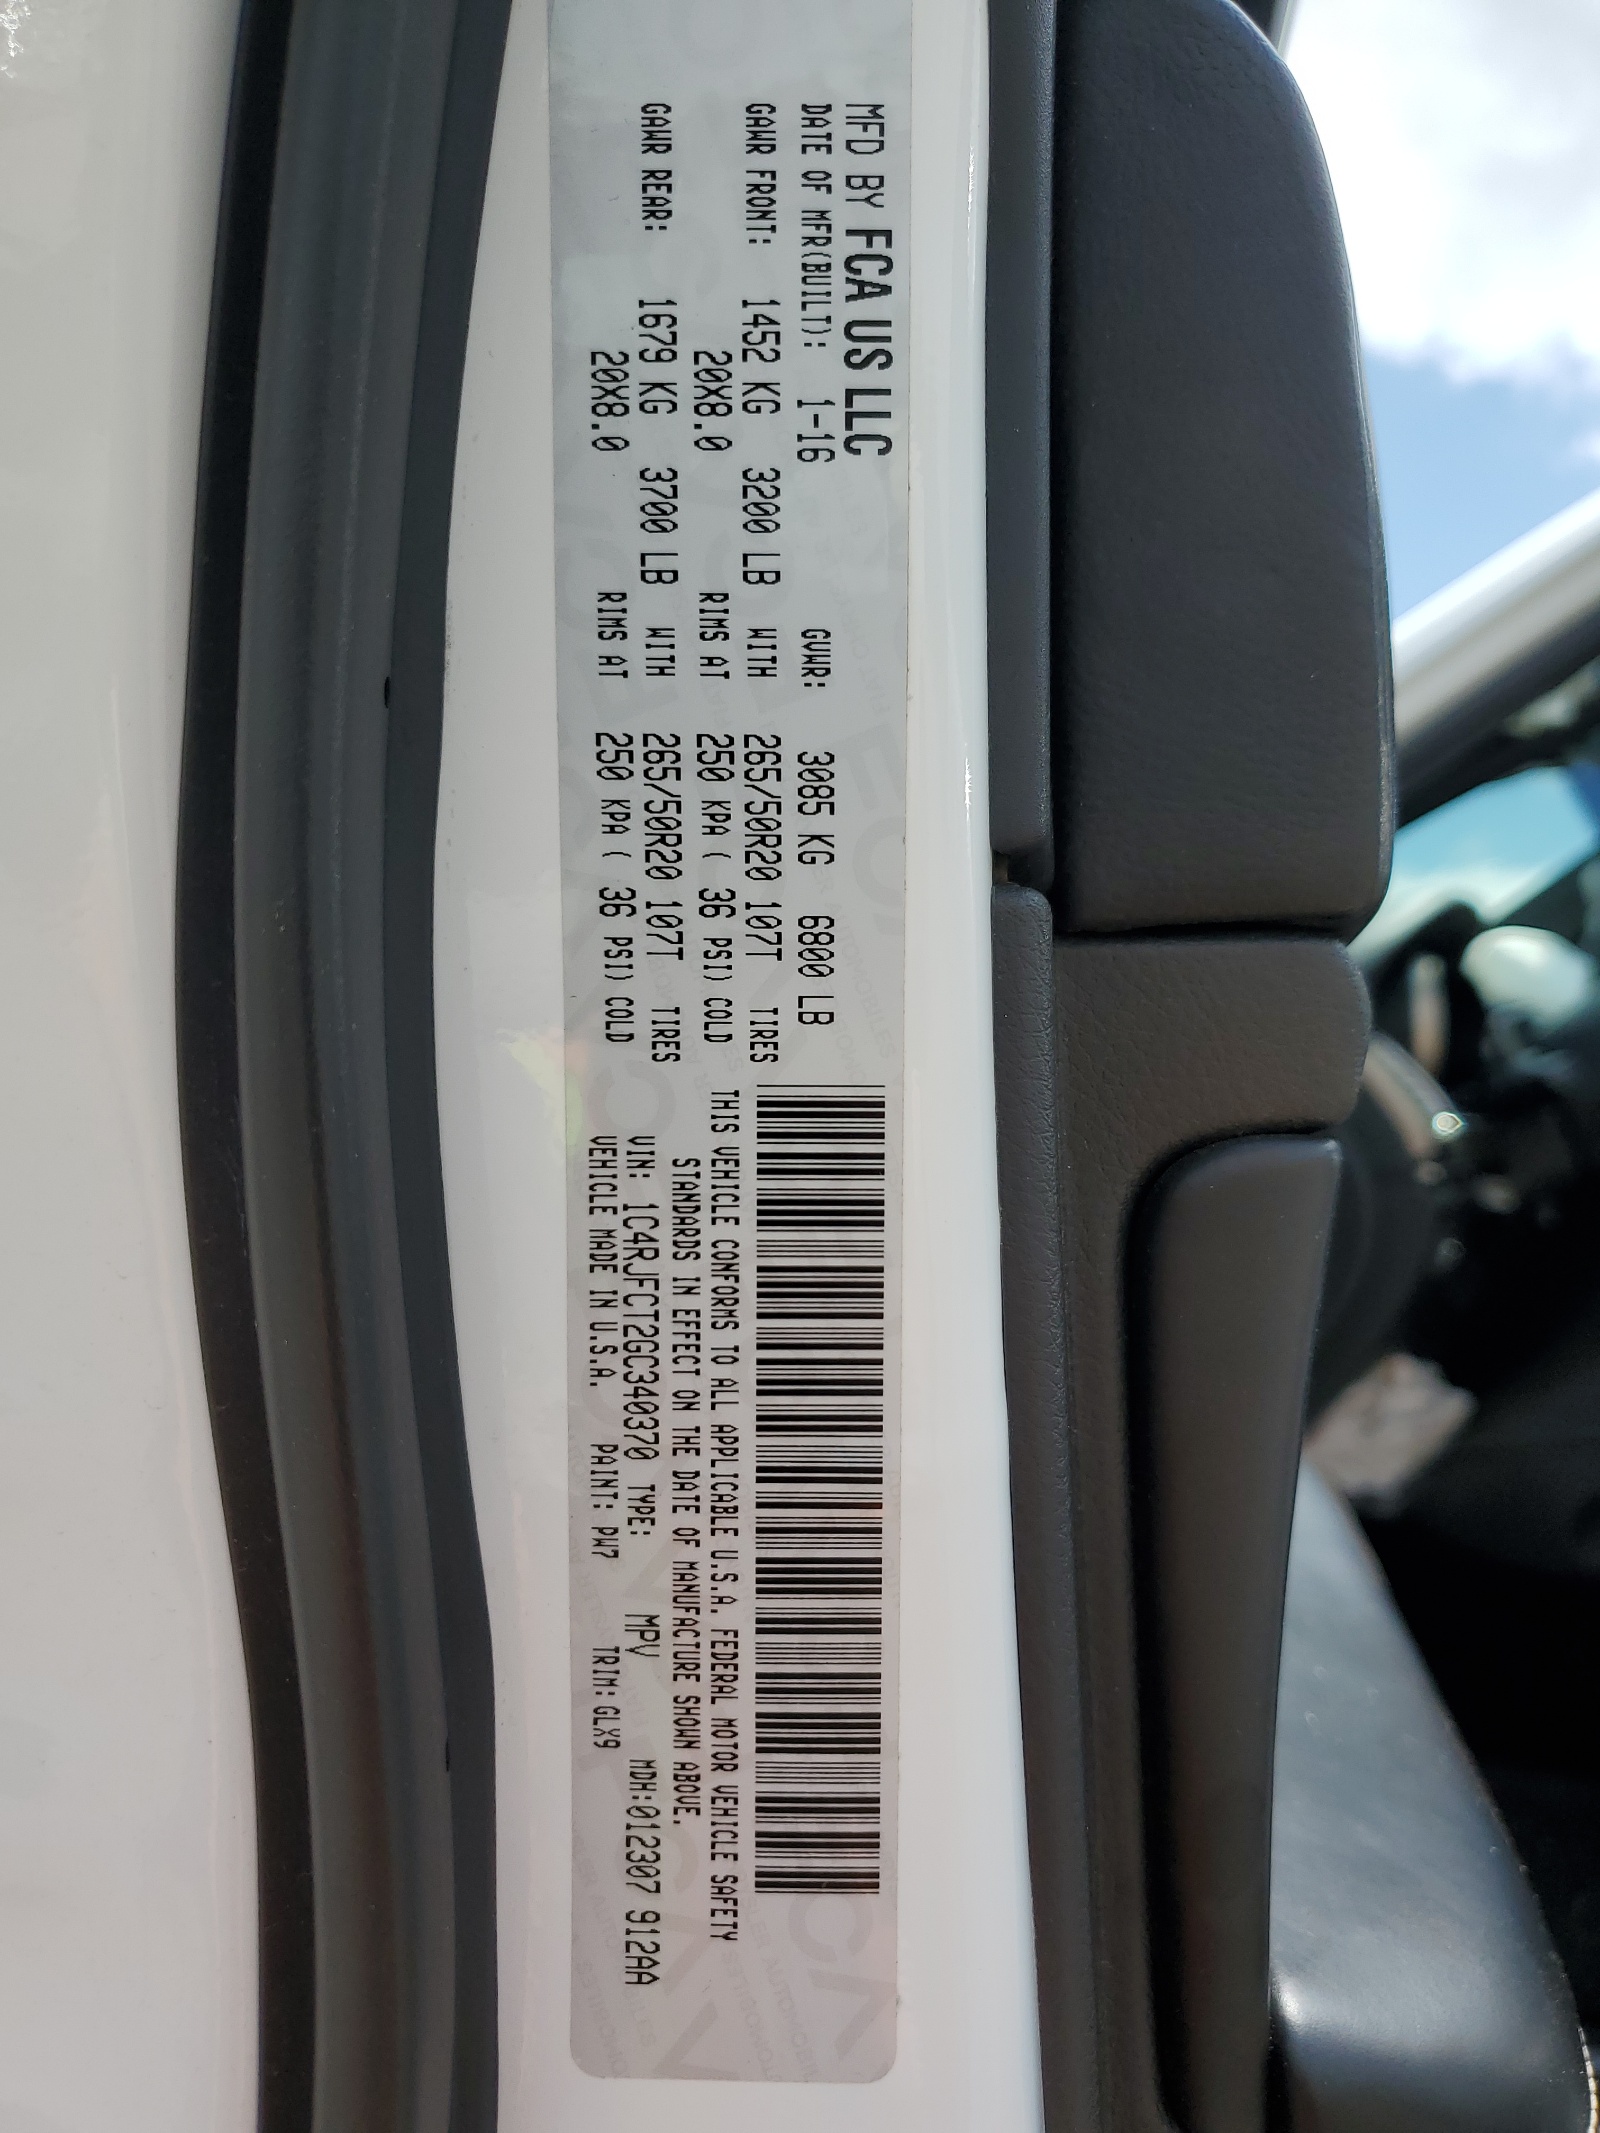 MFD BY FCA US LLC
DATE OF MFR(BUILT): 1-16 GVWR: 3085 KG 6800 LB
GAWR FRONT: 1452 KG 3200 LB WITH 265/50R20 107T TIRES
20X8.0 RIMS AT 250 KPA ( 36 PSI) COLD
GAWR REAR: 1679 KG 3700 LB WITH 265/50R20 107T TIRES
20X8.0 RIMS AT 250 KPA ( 36 PSI) COLD
THIS VEHICLE CONFORMS TO ALL APPLICABLE U.S.A. FEDERAL MOTOR VEHICLE SAFETY
STANDARDS IN EFFECT ON THE DATE OF MANUFACTURE SHOWN ABOVE.
VIN: 1C4RJFCT2GC340370 TYPE: MPV MDH:012307 912AA
VEHICLE MADE IN U.S.A. PAINT: PW7 TRIM: GLX9